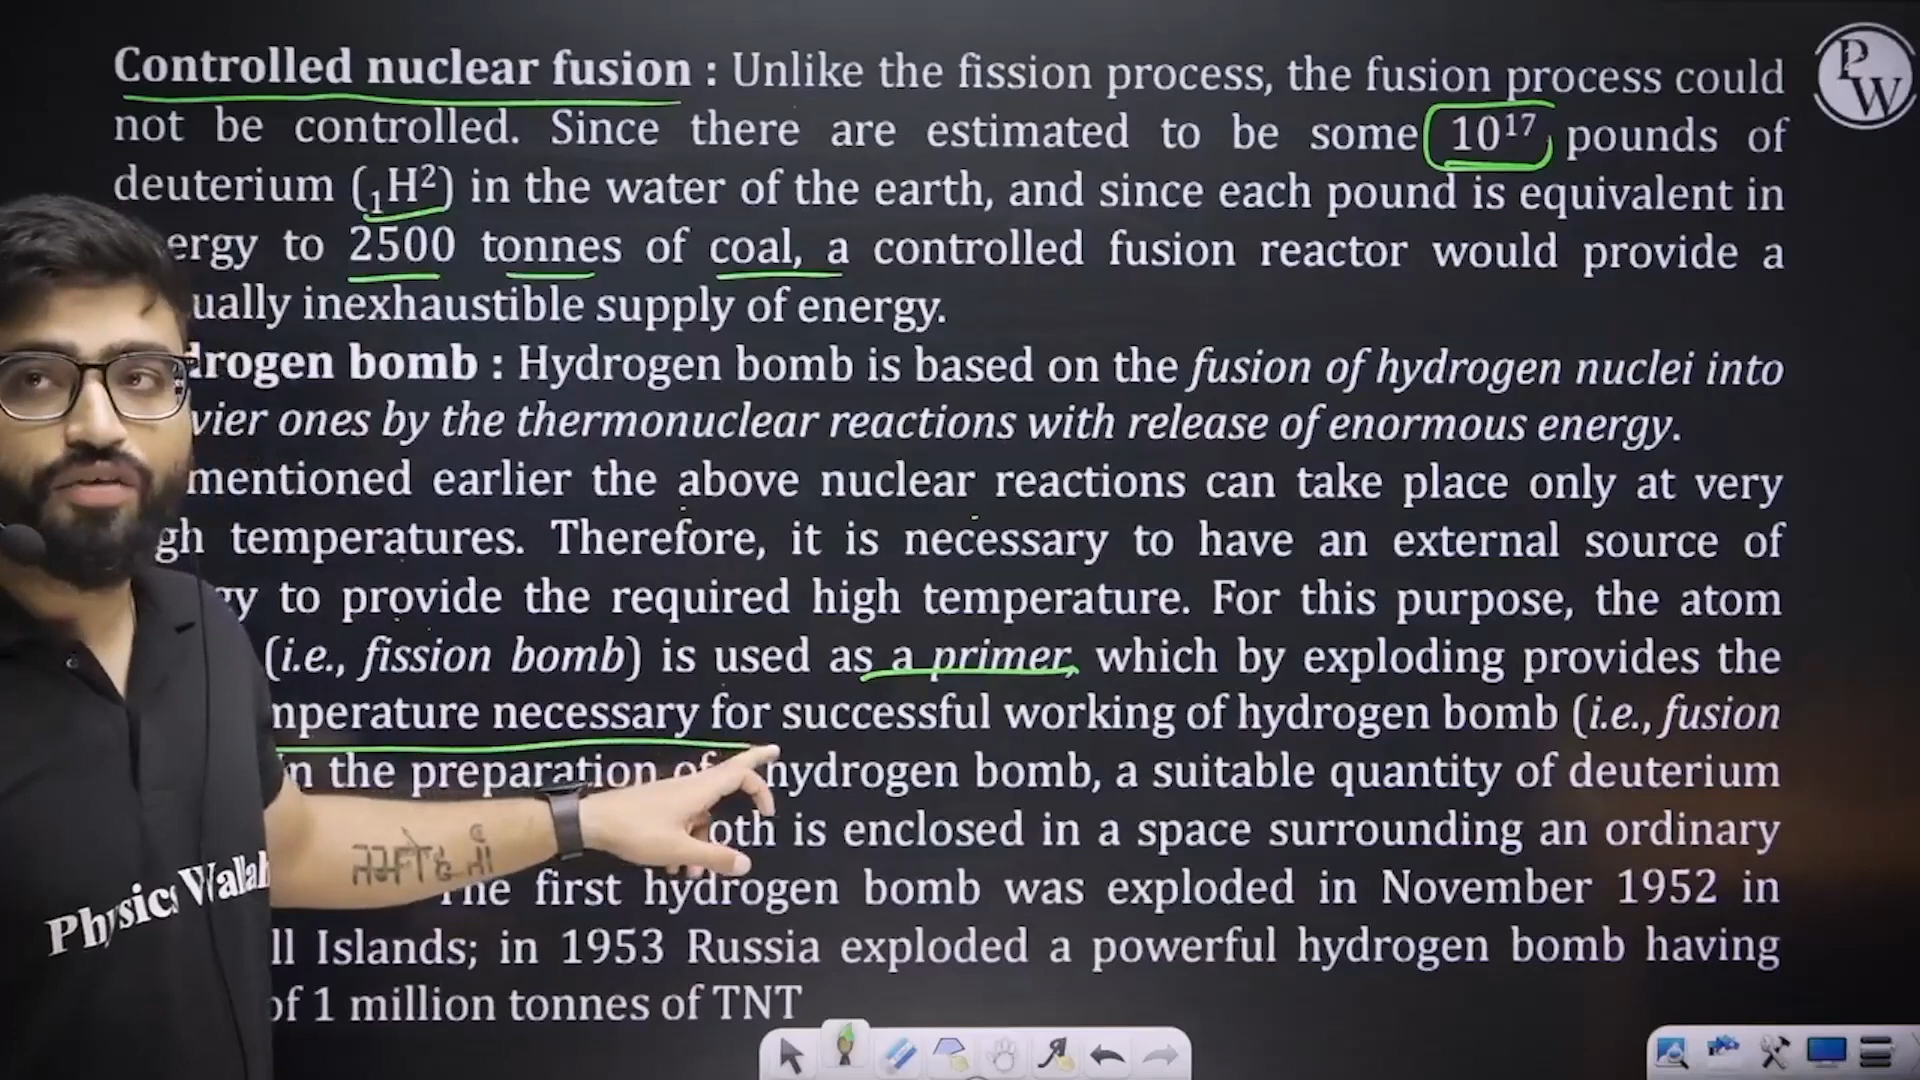 Controlled nuclear fusion : Unlike the fission process, the fusion process could
not be controlled. Since there are estimated to be some 10¹⁷ pounds of
deuterium (₁H²) in the water of the earth, and since each pound is equivalent in
ergy to 2500 tonnes of coal, a controlled fusion reactor would provide a
ually inexhaustible supply of energy.
drogen bomb : Hydrogen bomb is based on the fusion of hydrogen nuclei into
vier ones by the thermonuclear reactions with release of enormous energy.
mentioned earlier the above nuclear reactions can take place only at very
gh temperatures. Therefore, it is necessary to have an external source of
gy to provide the required high temperature. For this purpose, the atom
(i.e., fission bomb) is used as a primer, which by exploding provides the
mperature necessary for successful working of hydrogen bomb (i.e., fusion
in the preparation of hydrogen bomb, a suitable quantity of deuterium
oth is enclosed in a space surrounding an ordinary
The first hydrogen bomb was exploded in November 1952 in
ll Islands; in 1953 Russia exploded a powerful hydrogen bomb having
of 1 million tonnes of TNT
PW
Physics Wallah